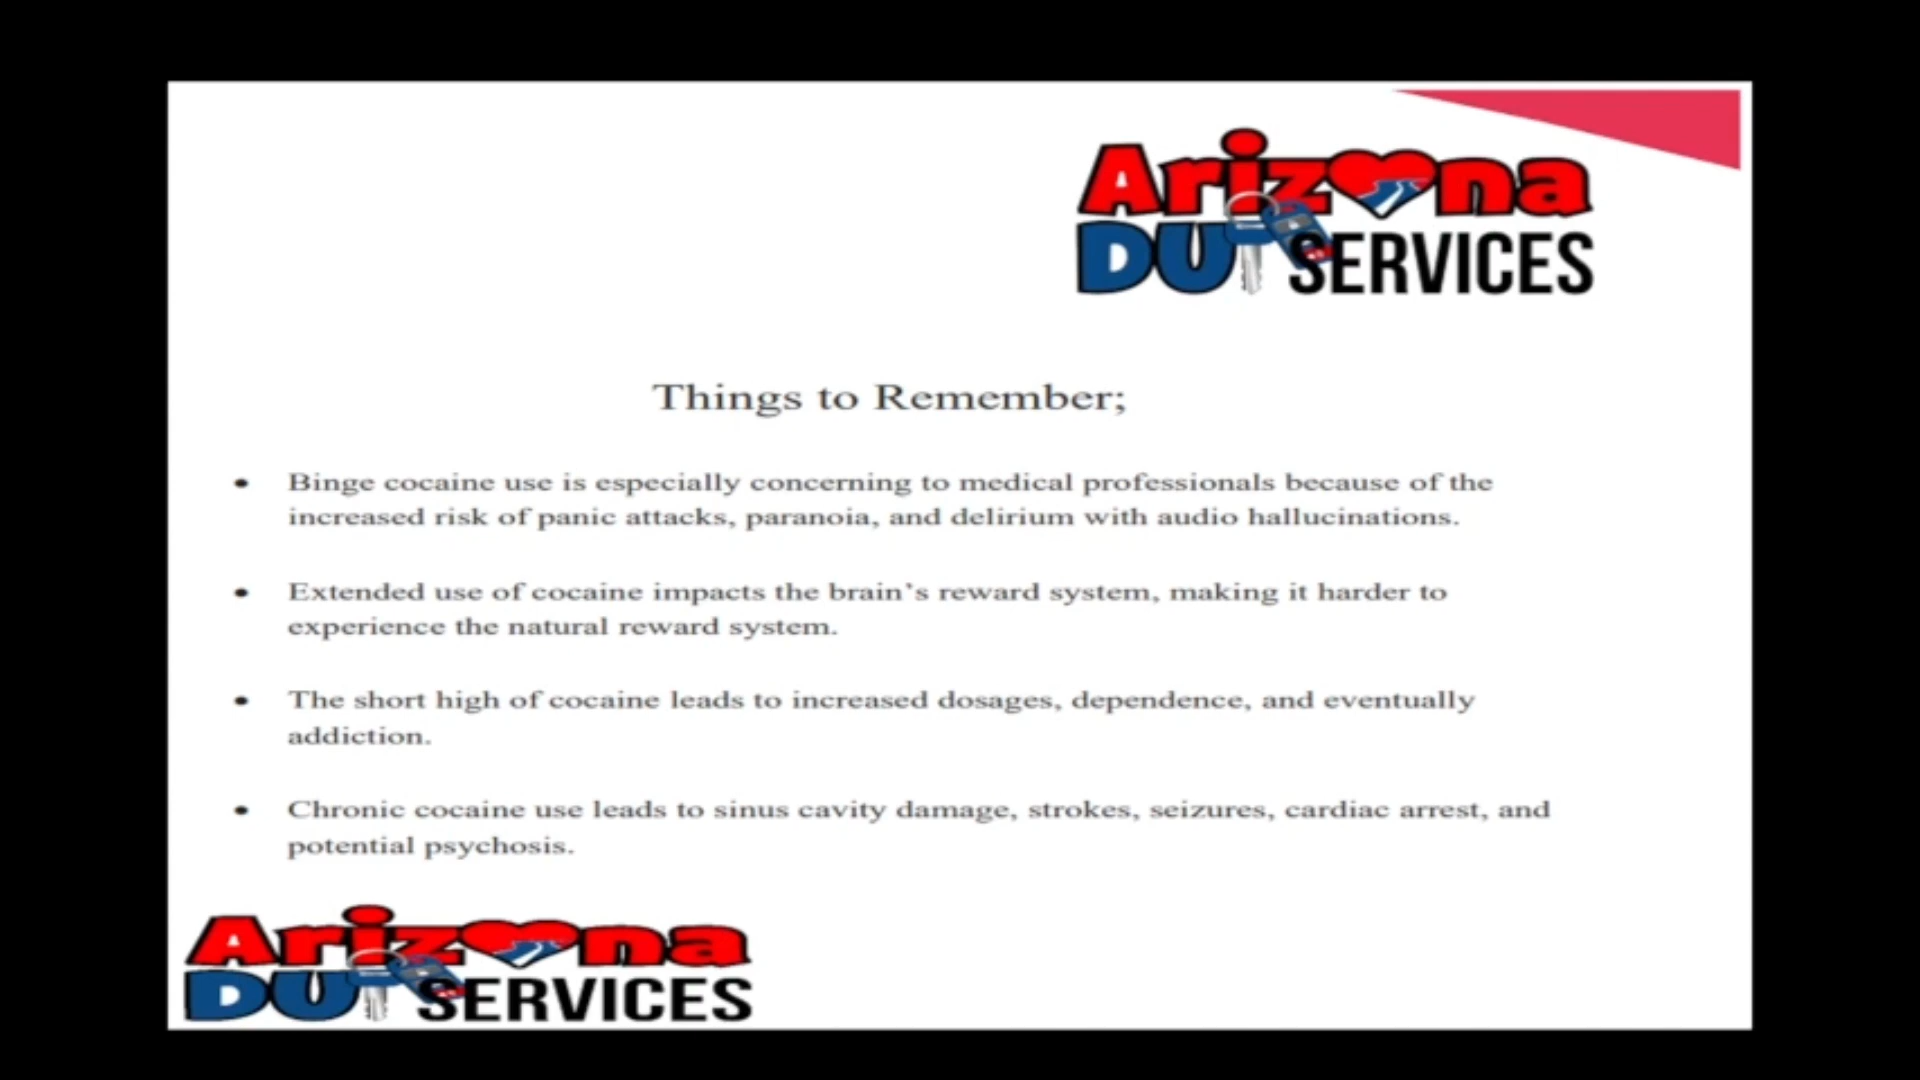 Arizona
DUI SERVICES
Things to Remember;
• Binge cocaine use is especially concerning to medical professionals because of the
increased risk of panic attacks, paranoia, and delirium with audio hallucinations.
• Extended use of cocaine impacts the brain’s reward system, making it harder to
experience the natural reward system.
• The short high of cocaine leads to increased dosages, dependence, and eventually
addiction.
• Chronic cocaine use leads to sinus cavity damage, strokes, seizures, cardiac arrest, and
potential psychosis.
Arizona
DUI SERVICES